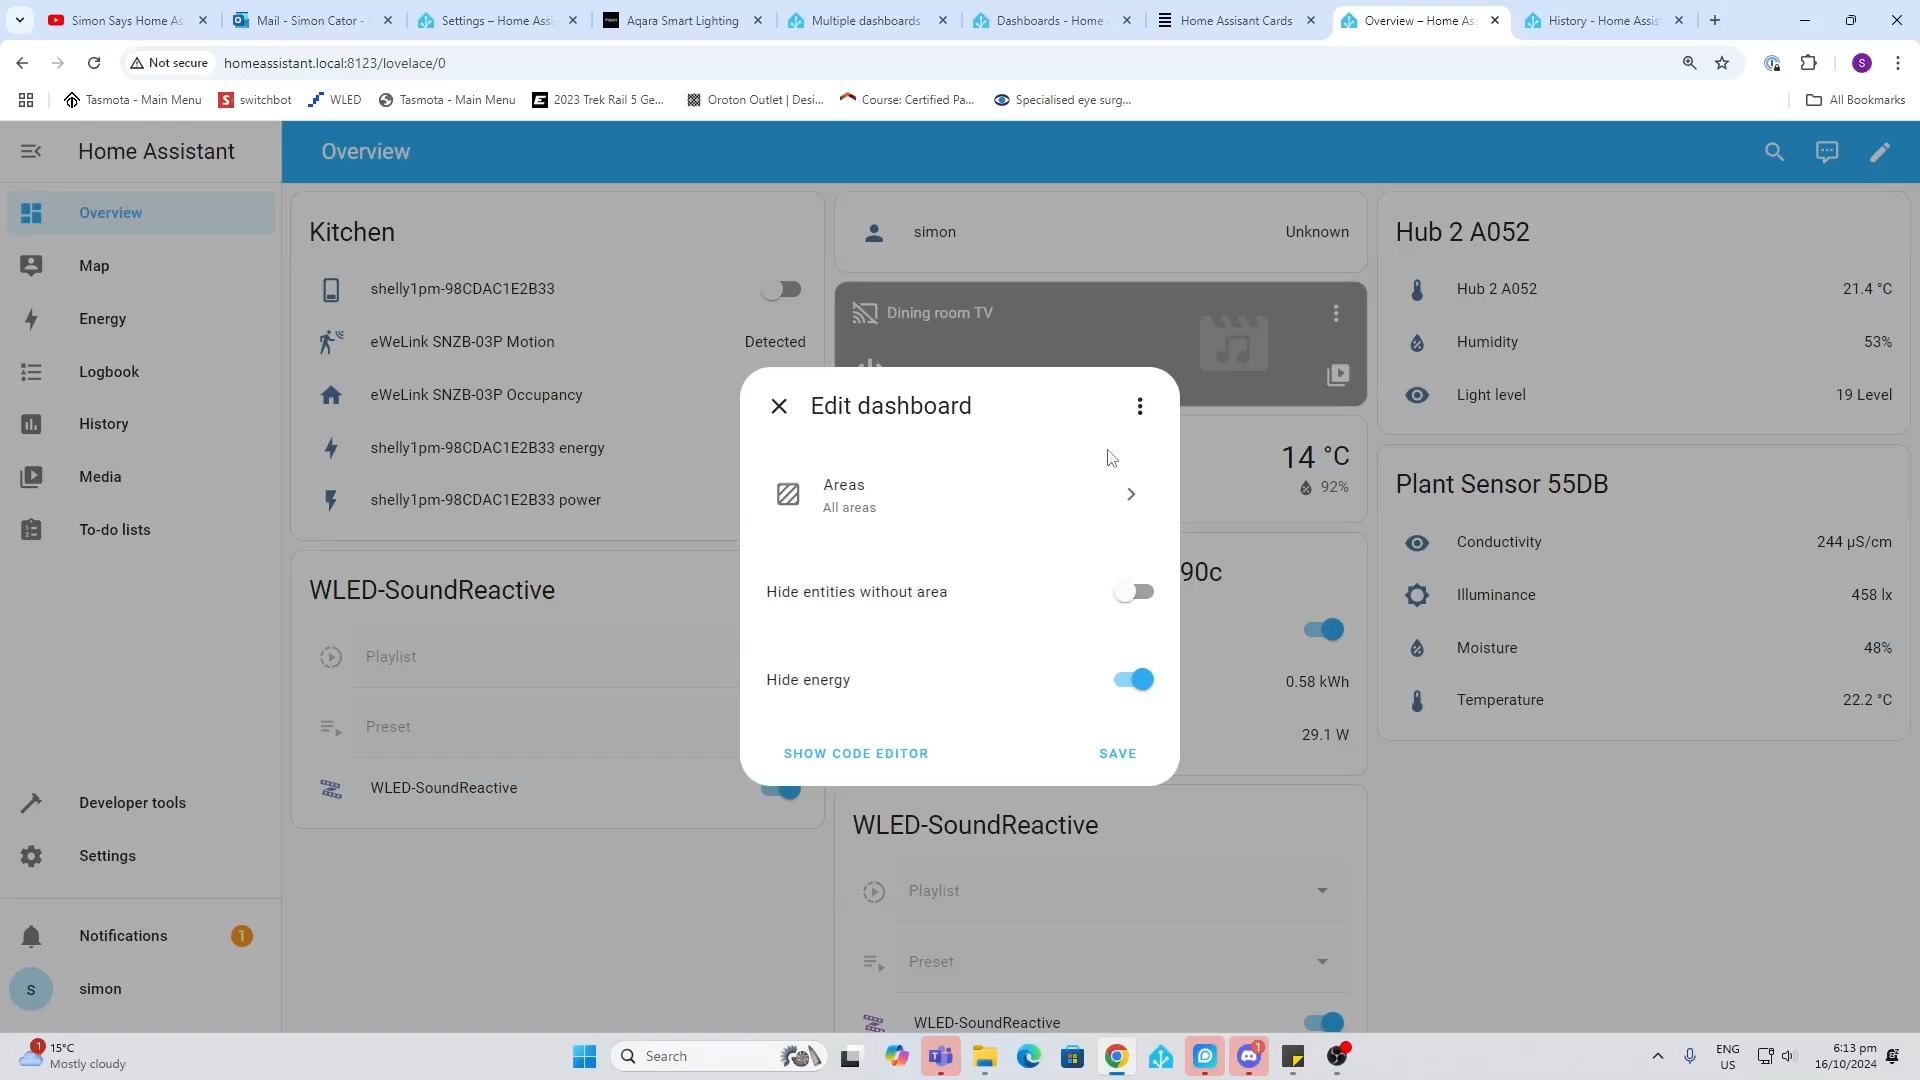 Simon Says Home As
Mail - Simon Cator -
Settings – Home Assi
Aqara Smart Lighting
Multiple dashboards
Dashboards - Home A
Home Assisant Cards
Overview – Home As
History - Home Assis
Not secure
homeassistant.local:8123/lovelace/0
S
Tasmota - Main Menu
switchbot
WLED
Tasmota - Main Menu
2023 Trek Rail 5 Ge...
Oroton Outlet | Desi...
Course: Certified Pa...
Specialised eye surg...
All Bookmarks
Home Assistant
Overview
Overview
Map
Energy
Logbook
History
Media
To-do lists
Developer tools
Settings
Notifications
1
s
simon
Kitchen
shelly1pm-98CDAC1E2B33
eWeLink SNZB-03P Motion
Detected
eWeLink SNZB-03P Occupancy
shelly1pm-98CDAC1E2B33 energy
shelly1pm-98CDAC1E2B33 power
WLED-SoundReactive
Playlist
Preset
WLED-SoundReactive
simon
Unknown
Dining room TV
14 °C
92%
90c
0.58 kWh
29.1 W
WLED-SoundReactive
Playlist
Preset
WLED-SoundReactive
Hub 2 A052
Hub 2 A052
21.4 °C
Humidity
53%
Light level
19 Level
Plant Sensor 55DB
Conductivity
244 µS/cm
Illuminance
458 lx
Moisture
48%
Temperature
22.2 °C
Edit dashboard
Areas
All areas
Hide entities without area
Hide energy
SHOW CODE EDITOR
SAVE
1
15°C
Mostly cloudy
Search
1
ENG
US
6:13 pm
16/10/2024